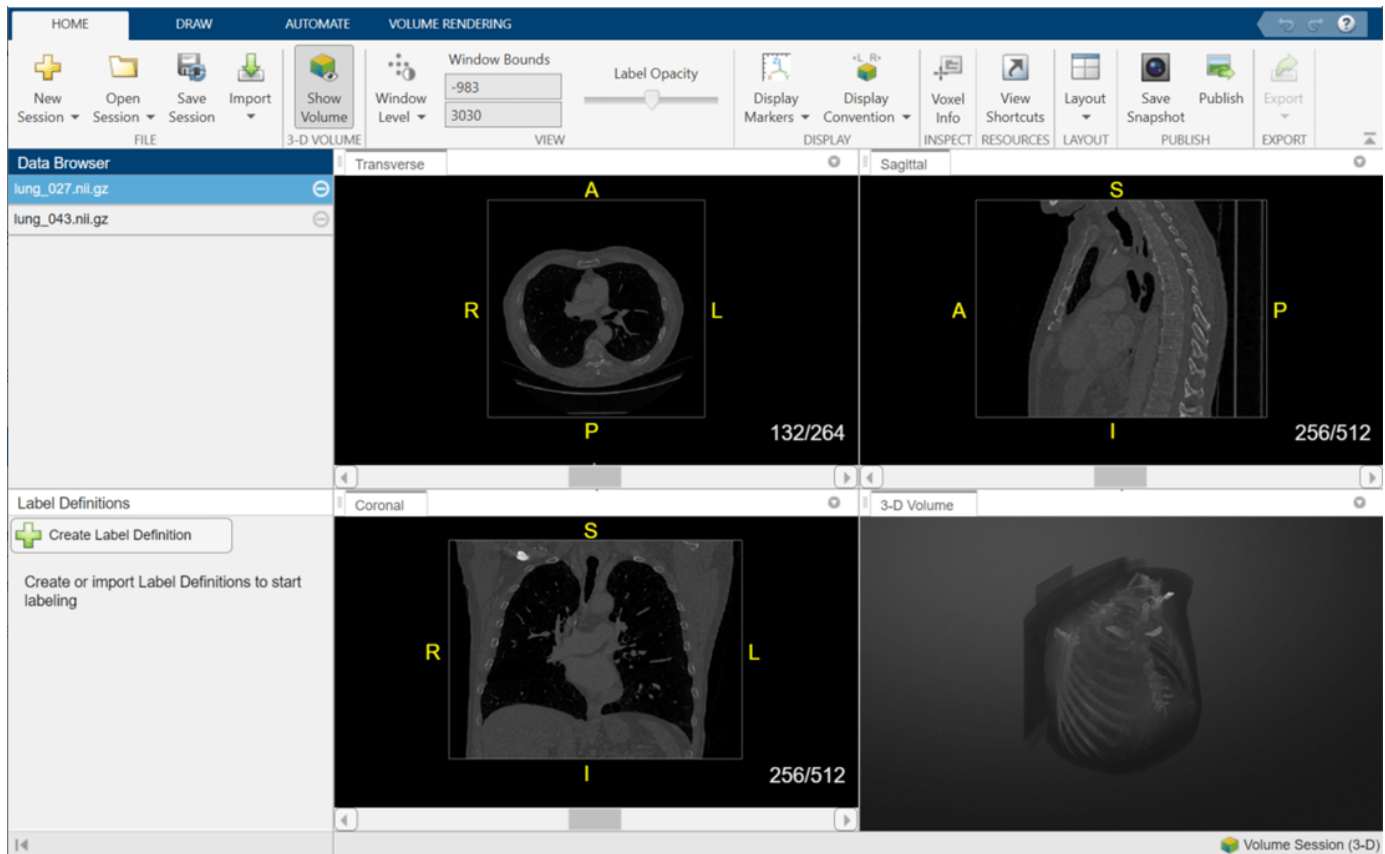 HOME
DRAW
AUTOMATE
VOLUME RENDERING
?
New
Session
Open
Session
Save
Session
Import
FILE
Show
Volume
3-D VOLUME
Window
Level
Window Bounds
-983
3030
Label Opacity
VIEW
Display
Markers
L R
Display
Convention
DISPLAY
Voxel
Info
INSPECT
View
Shortcuts
RESOURCES
Layout
LAYOUT
Save
Snapshot
Publish
PUBLISH
Export
EXPORT
Data Browser
lung_027.nii.gz
lung_043.nii.gz
Transverse
A
R
L
P
132/264
Sagittal
S
A
P
I
256/512
Label Definitions
Create Label Definition
Create or import Label Definitions to start
labeling
Coronal
S
R
L
I
256/512
3-D Volume
Volume Session (3-D)